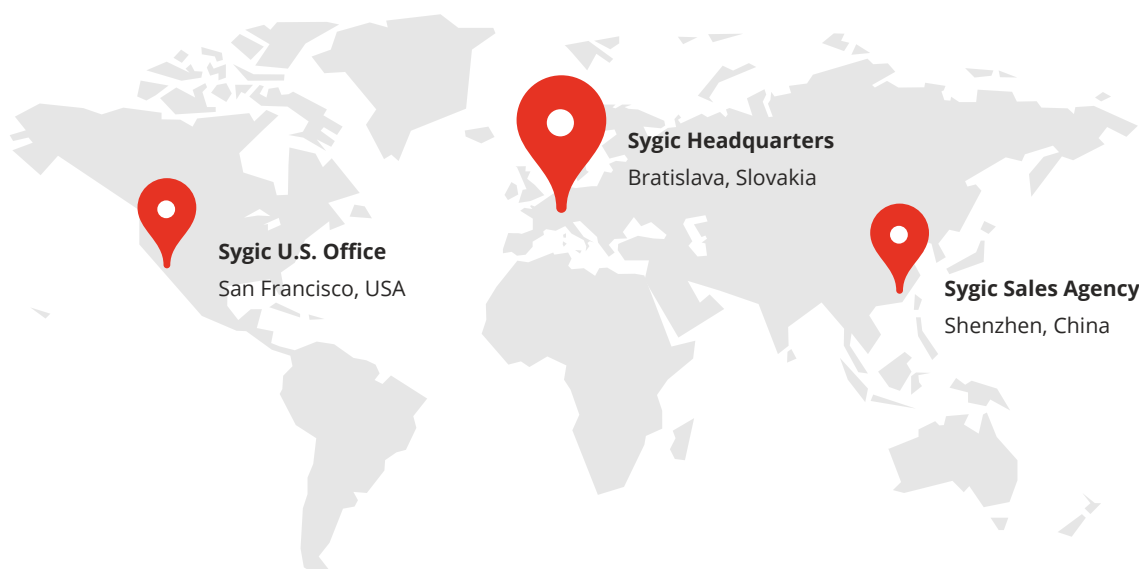 Sygic Headquarters
Bratislava, Slovakia
Sygic U.S. Office
San Francisco, USA
Sygic Sales Agency
Shenzhen, China